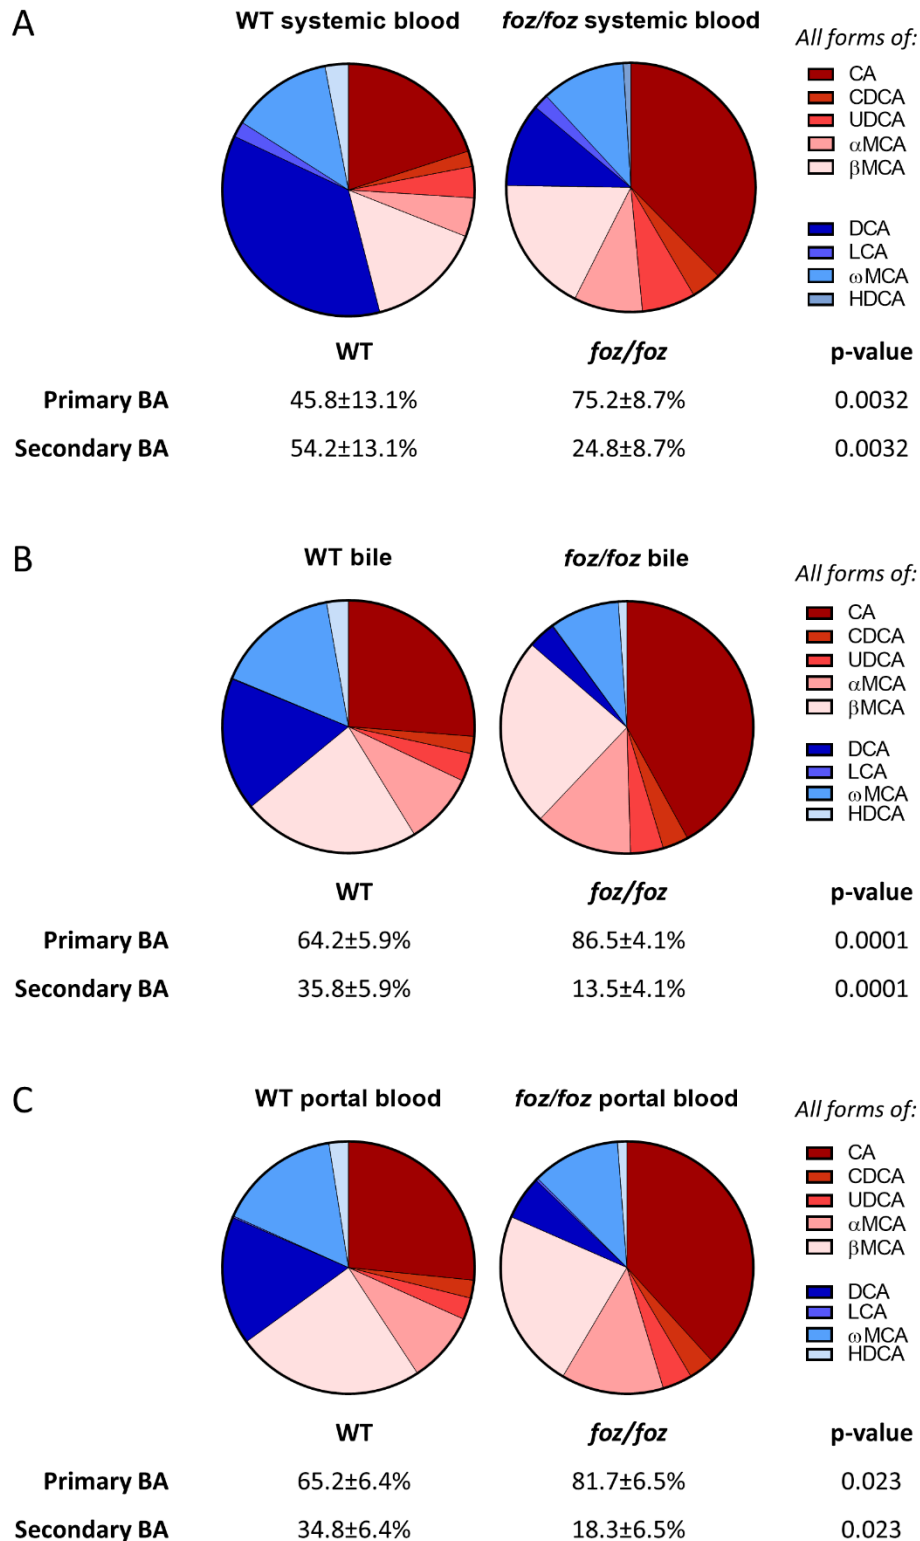 A
WT systemic blood
foz/foz systemic blood
All forms of:
CA
CDCA
UDCA
αMCA
βMCA
DCA
LCA
ωMCA
HDCA
WT foz/foz p-value
Primary BA 45.8±13.1% 75.2±8.7% 0.0032
Secondary BA 54.2±13.1% 24.8±8.7% 0.0032
B
WT bile
foz/foz bile
All forms of:
CA
CDCA
UDCA
αMCA
βMCA
DCA
LCA
ωMCA
HDCA
WT foz/foz p-value
Primary BA 64.2±5.9% 86.5±4.1% 0.0001
Secondary BA 35.8±5.9% 13.5±4.1% 0.0001
C
WT portal blood
foz/foz portal blood
All forms of:
CA
CDCA
UDCA
αMCA
βMCA
DCA
LCA
ωMCA
HDCA
WT foz/foz p-value
Primary BA 65.2±6.4% 81.7±6.5% 0.023
Secondary BA 34.8±6.4% 18.3±6.5% 0.023